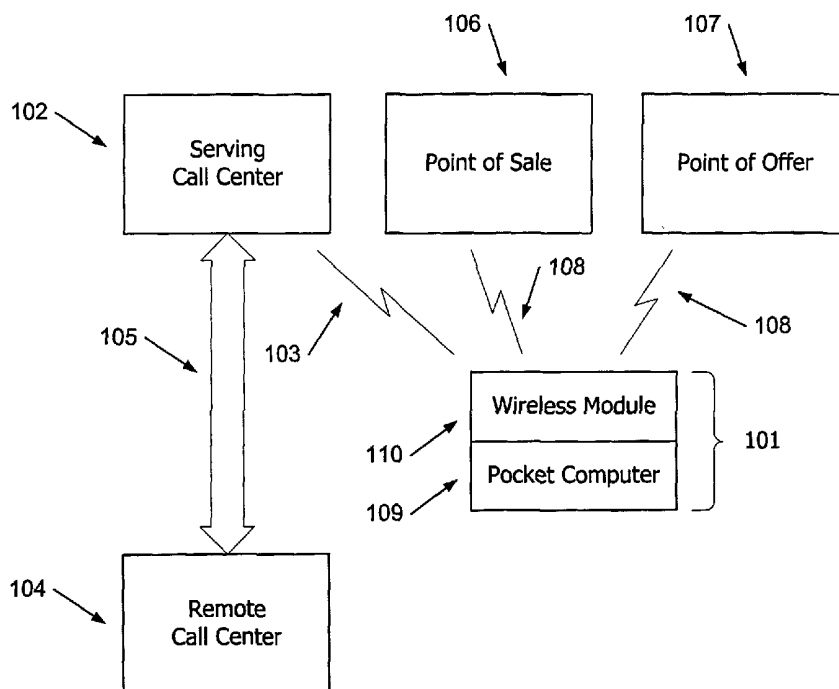 106
107
102
Serving
Call Center
Point of Sale
Point of Offer
108
108
105
103
Wireless Module
101
110
Pocket Computer
109
104
Remote
Call Center